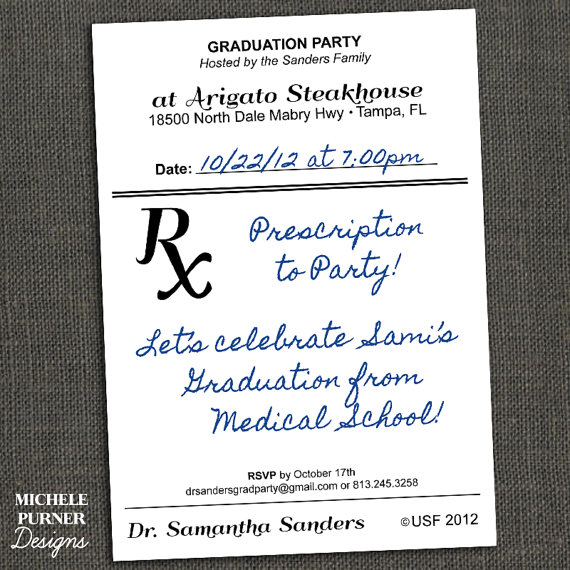 GRADUATION PARTY
Hosted by the Sanders Family
at Arigato Steakhouse
18500 North Dale Mabry Hwy • Tampa, FL
Date: 10/22/12 at 7:00pm
Rx
Prescription
to Party!
Let's celebrate Sami's
Graduation from
Medical School!
RSVP by October 17th
drsandersgradparty@gmail.com or 813.245.3258
Dr. Samantha Sanders
©USF 2012
MICHELE
PURNER
Designs